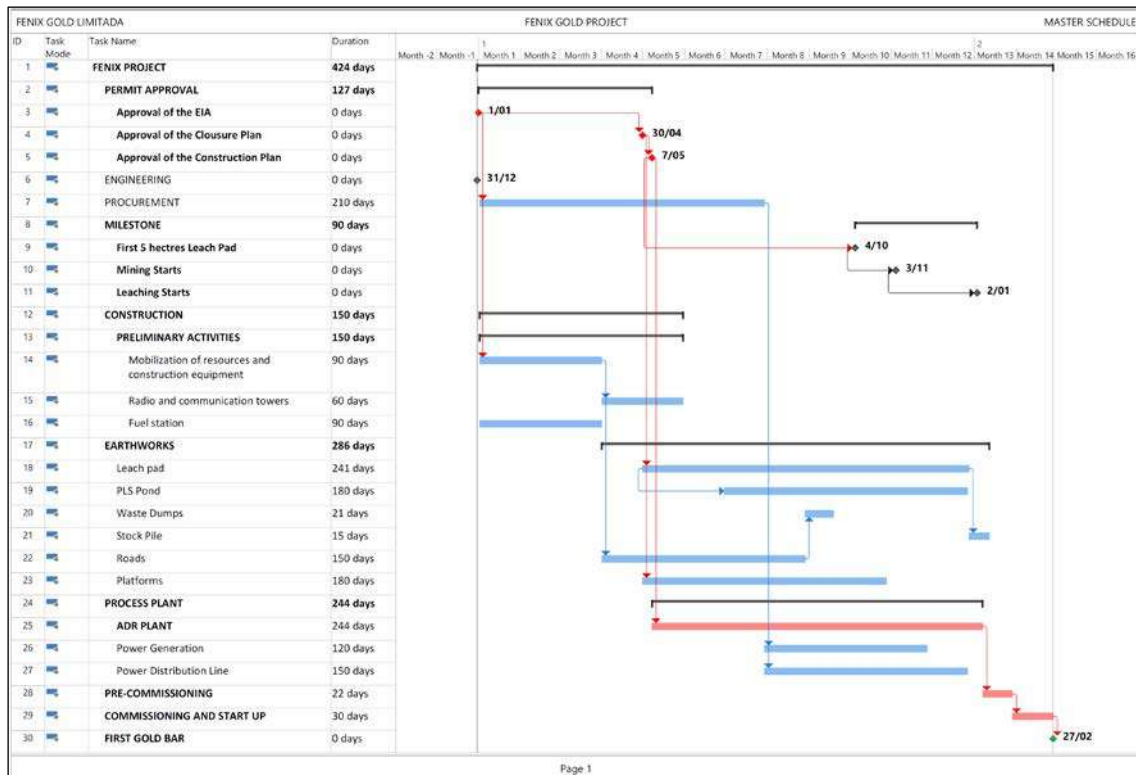 FENIX GOLD LIMITADA FENIX GOLD PROJECT MASTER SCHEDULE
ID Task Mode Task Name Duration
1 2
Month -2 Month -1 Month 1 Month 2 Month 3 Month 4 Month 5 Month 6 Month 7 Month 8 Month 9 Month 10 Month 11 Month 12 Month 13 Month 14 Month 15 Month 16
1 FENIX PROJECT 424 days
2 PERMIT APPROVAL 127 days
3 Approval of the EIA 0 days 1/01
4 Approval of the Clousure Plan 0 days 30/04
5 Approval of the Construction Plan 0 days 7/05
6 ENGINEERING 0 days 31/12
7 PROCUREMENT 210 days
8 MILESTONE 90 days
9 First 5 hectres Leach Pad 0 days 4/10
10 Mining Starts 0 days 3/11
11 Leaching Starts 0 days 2/01
12 CONSTRUCTION 150 days
13 PRELIMINARY ACTIVITIES 150 days
14 Mobilization of resources and 90 days
construction equipment
15 Radio and communication towers 60 days
16 Fuel station 90 days
17 EARTHWORKS 286 days
18 Leach pad 241 days
19 PLS Pond 180 days
20 Waste Dumps 21 days
21 Stock Pile 15 days
22 Roads 150 days
23 Platforms 180 days
24 PROCESS PLANT 244 days
25 ADR PLANT 244 days
26 Power Generation 120 days
27 Power Distribution Line 150 days
28 PRE-COMMISSIONING 22 days
29 COMMISSIONING AND START UP 30 days
30 FIRST GOLD BAR 0 days 27/02
Page 1